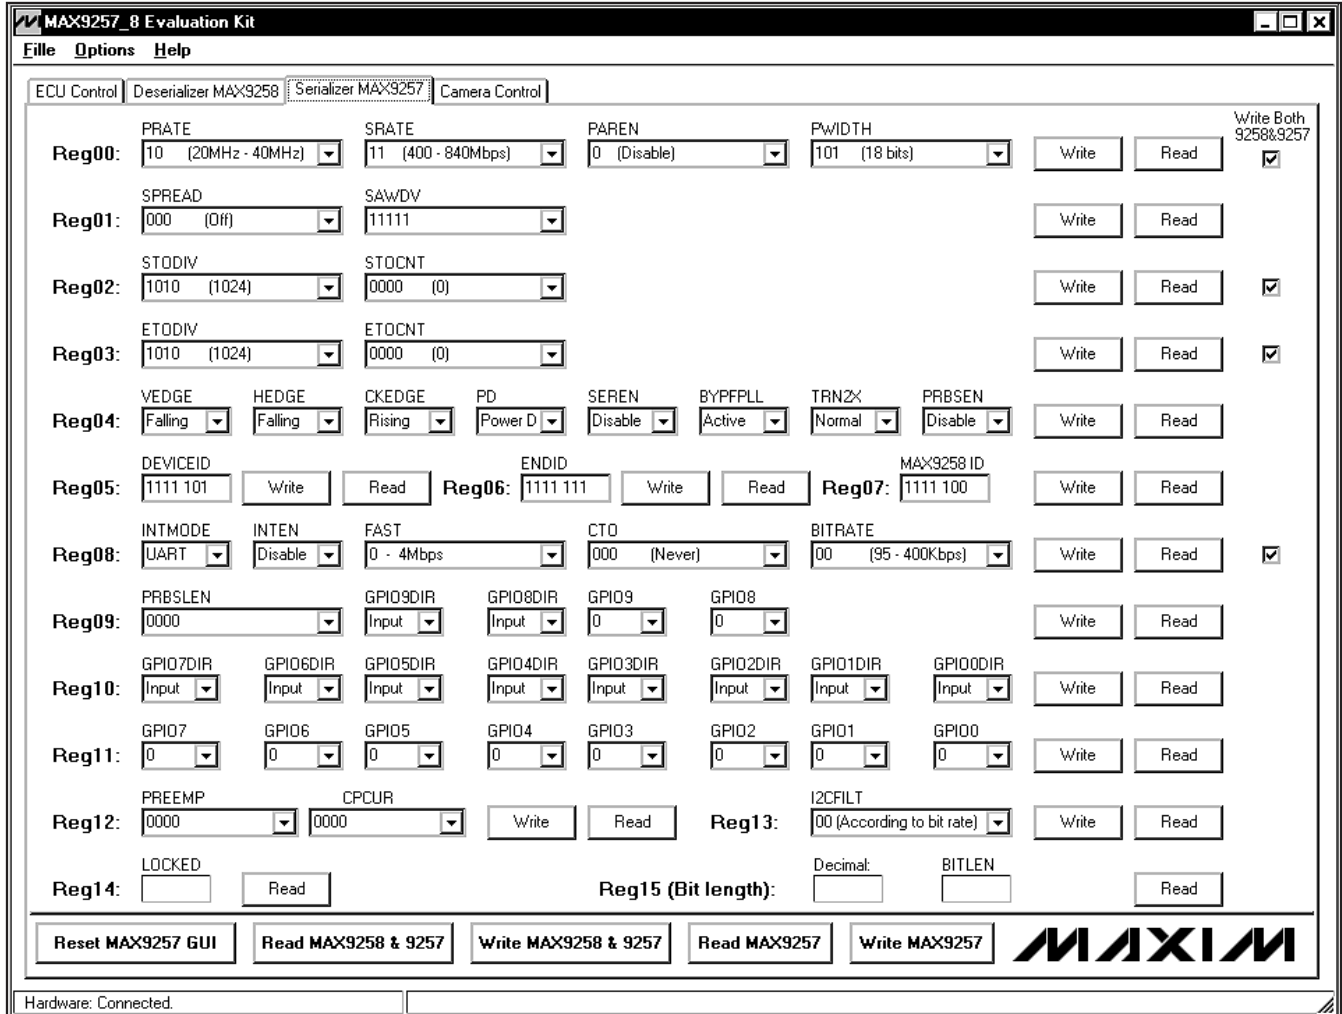 MAX9257_8 Evaluation Kit
Fille Options Help
ECU Control Deserializer MAX9258 Serializer MAX9257 Camera Control
Write Both
9258&9257
PRATE SRATE PAREN PWIDTH
Reg00: 10 (20MHz - 40MHz) 11 (400 - 840Mbps) 0 (Disable) 101 (18 bits) Write Read
SPREAD SAWDV
Reg01: 000 (Off) 11111 Write Read
STODIV STOCNT
Reg02: 1010 (1024) 0000 (0) Write Read
ETODIV ETOCNT
Reg03: 1010 (1024) 0000 (0) Write Read
VEDGE HEDGE CKEDGE PD SEREN BYPFPLL TRN2X PRBSEN
Reg04: Falling Falling Rising Power D Disable Active Normal Disable Write Read
DEVICEID ENDID MAX9258 ID
Reg05: 1111 101 Write Read Reg06: 1111 111 Write Read Reg07: 1111 100 Write Read
INTMODE INTEN FAST CTO BITRATE
Reg08: UART Disable 0 - 4Mbps 000 (Never) 00 (95 - 400Kbps) Write Read
PRBSLEN GPIO9DIR GPIO8DIR GPIO9 GPIO8
Reg09: 0000 Input Input 0 0 Write Read
GPIO7DIR GPIO6DIR GPIO5DIR GPIO4DIR GPIO3DIR GPIO2DIR GPIO1DIR GPIO0DIR
Reg10: Input Input Input Input Input Input Input Input Write Read
GPIO7 GPIO6 GPIO5 GPIO4 GPIO3 GPIO2 GPIO1 GPIO0
Reg11: 0 0 0 0 0 0 0 0 Write Read
PREEMP CPCUR I2CFILT
Reg12: 0000 0000 Write Read Reg13: 00 (According to bit rate) Write Read
LOCKED Decimal: BITLEN
Reg14: Read Reg15 (Bit length): Read
Reset MAX9257 GUI Read MAX9258 & 9257 Write MAX9258 & 9257 Read MAX9257 Write MAX9257 MAXIM
Hardware: Connected.